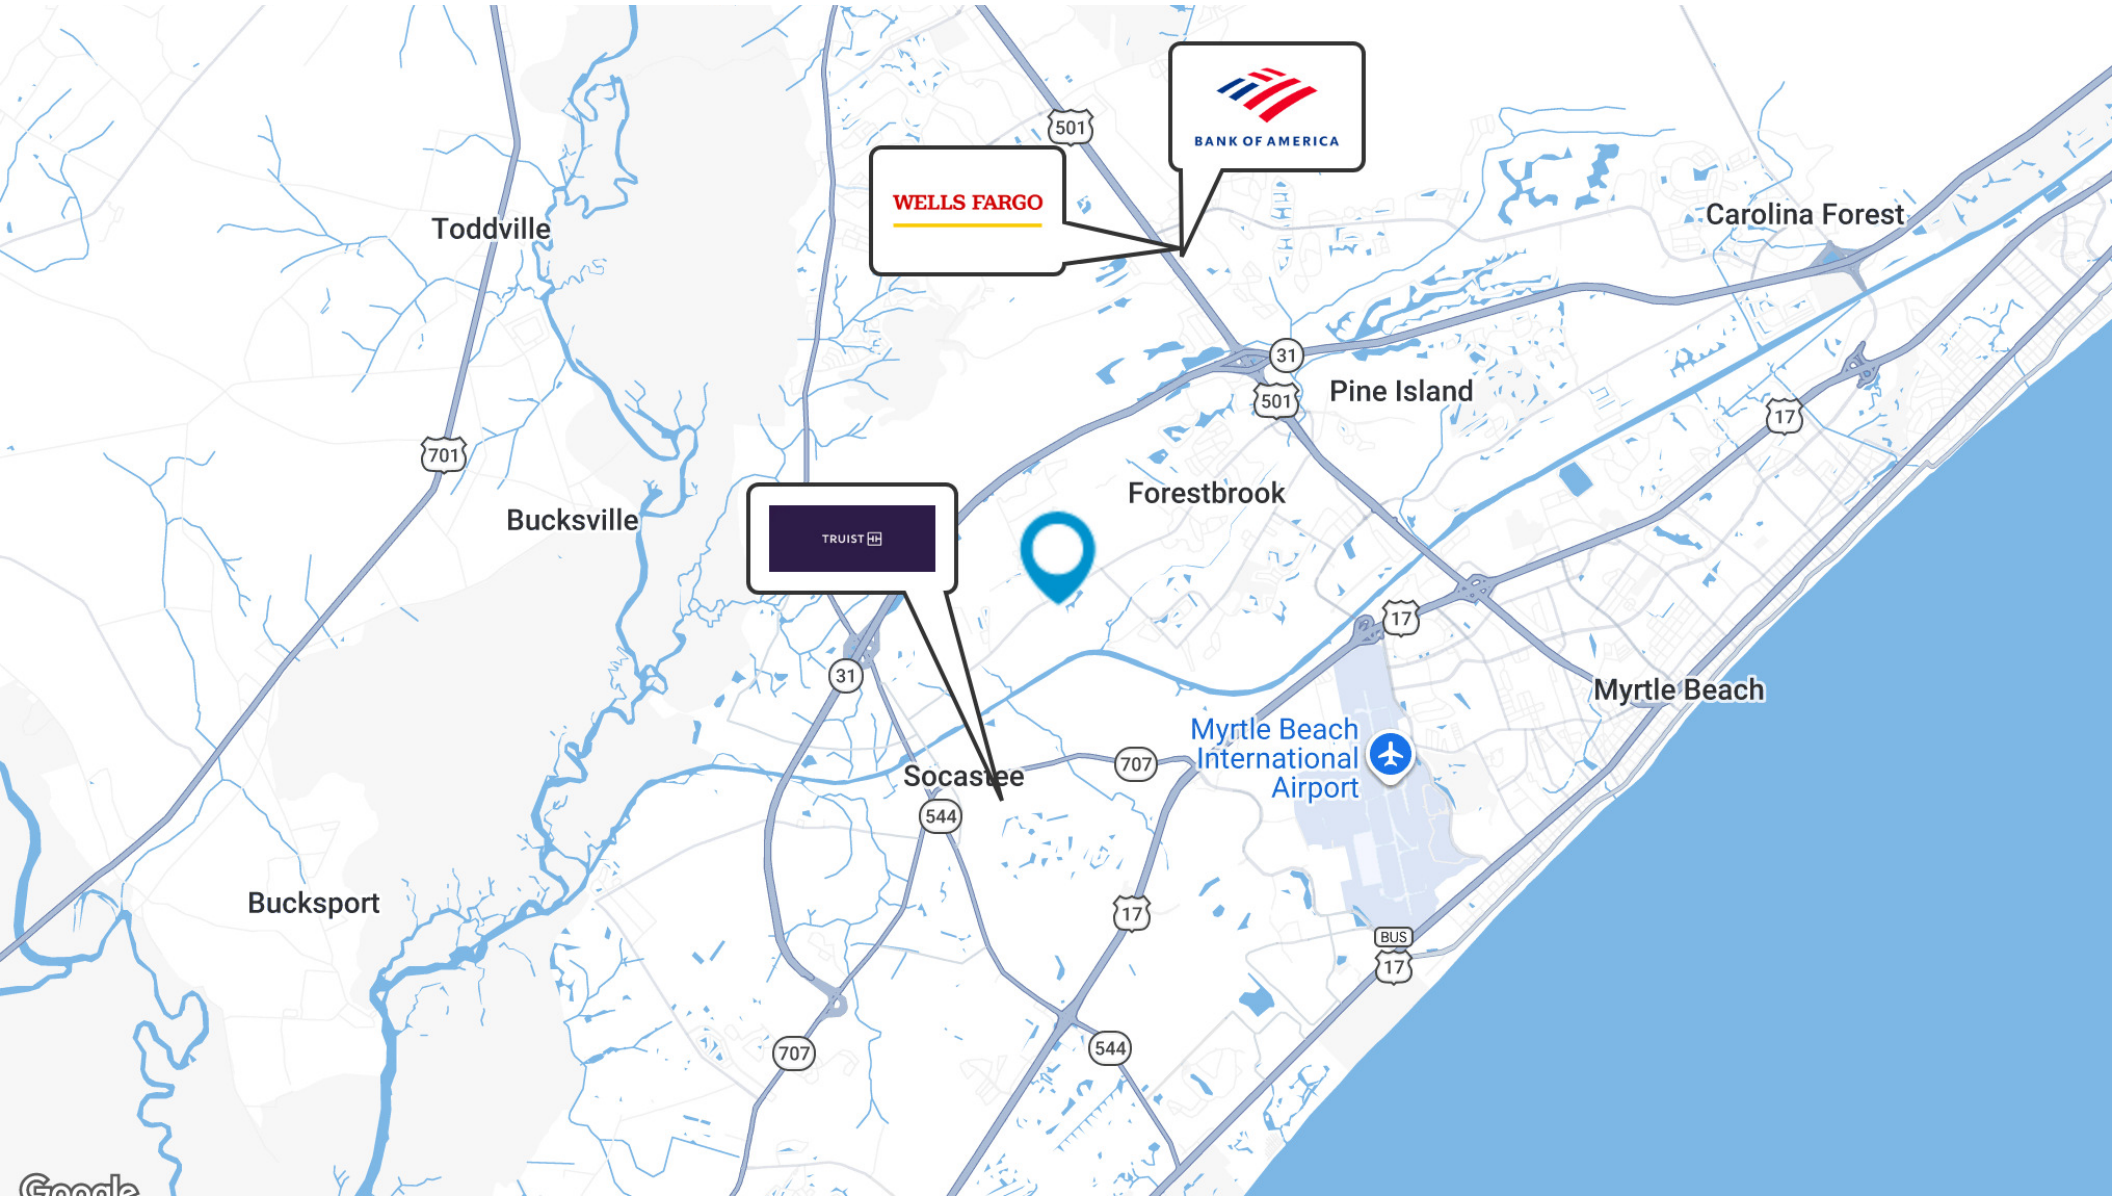 501
BANK OF AMERICA
WELLS FARGO
Toddville
Carolina Forest
31
501
Pine Island
17
701
Forestbrook
Bucksville
TRUIST
17
31
Myrtle Beach
Myrtle Beach
International
Airport
707
Socastee
544
Bucksport
17
BUS
17
707
544
Google